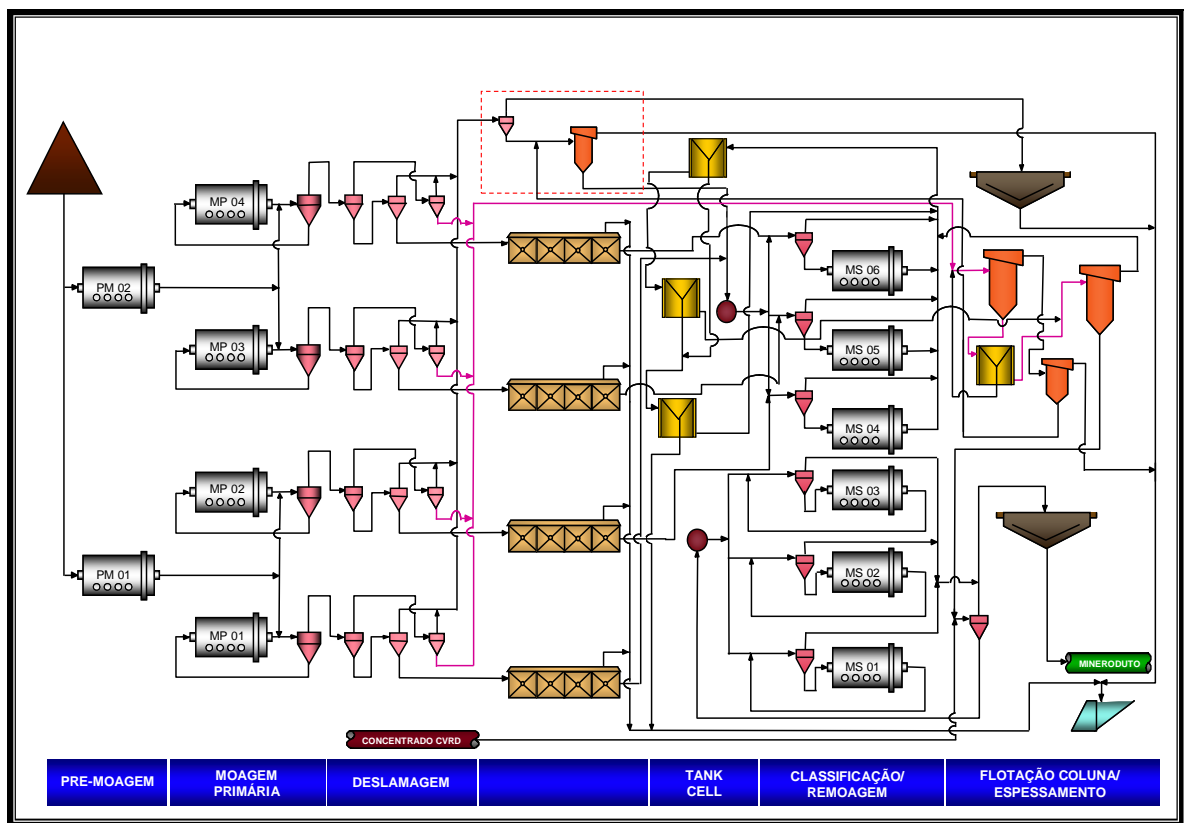 MP 04
PM 02
MS 06
MP 03
MS 05
MS 04
MP 02
MS 03
PM 01
MS 02
MP 01
MS 01
MINERODUTO
CONCENTRADO CVRD
PRE-MOAGEM
MOAGEM
PRIMÁRIA
DESLAMAGEM
TANK
CELL
CLASSIFICAÇÃO/
REMOAGEM
FLOTAÇÃO COLUNA/
ESPESSAMENTO